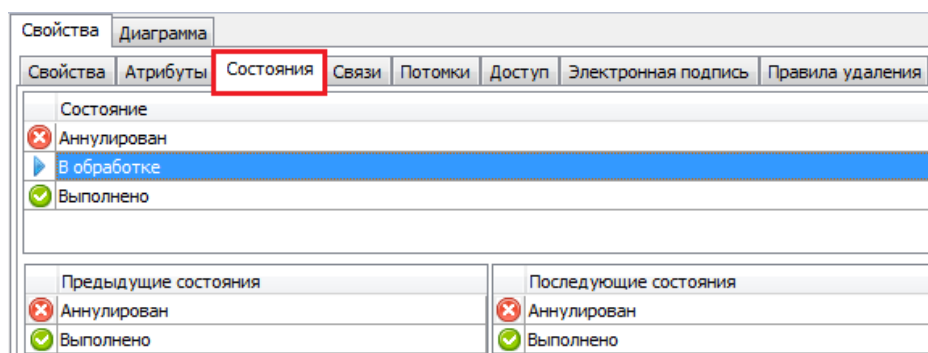 Свойства Диаграмма
Свойства Атрибуты Состояния Связи Потомки Доступ Электронная подпись Правила удаления
Состояние
Аннулирован
В обработке
Выполнено
Предыдущие состояния Последующие состояния
Аннулирован Аннулирован
Выполнено Выполнено